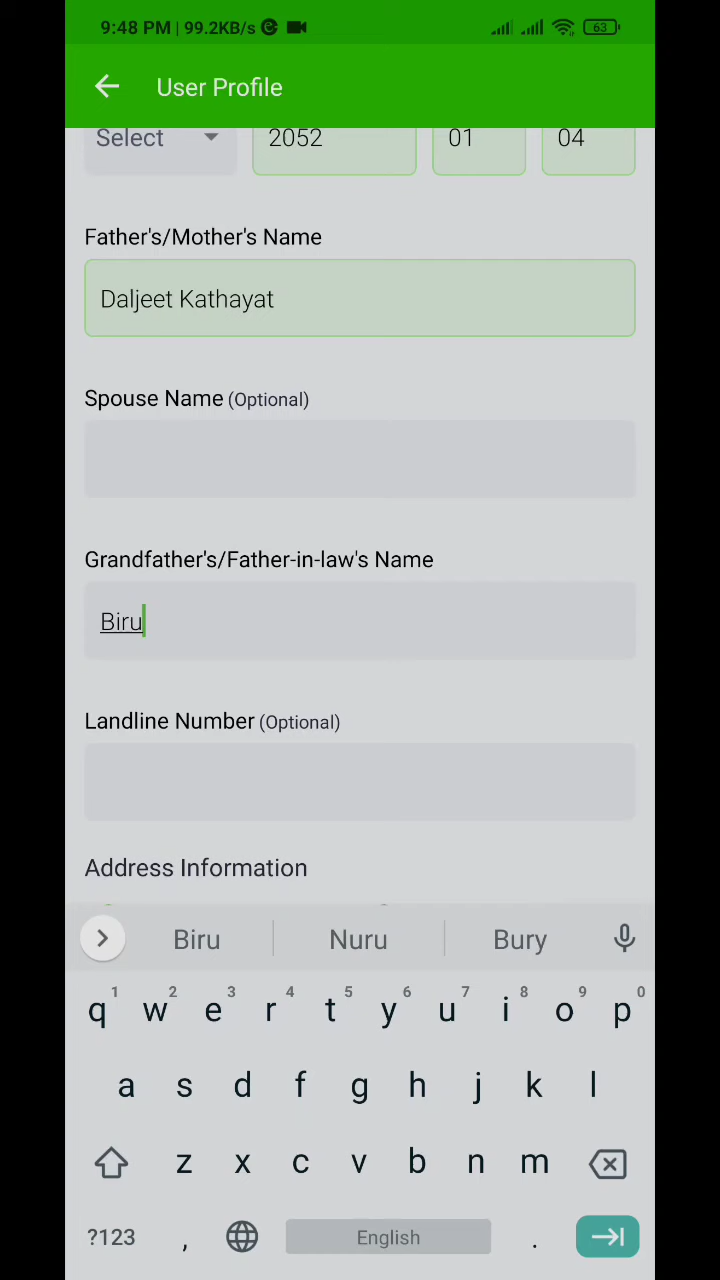 9:48 PM | 99.2KB/s 63
User Profile
Select 2052 01 04
Father's/Mother's Name
Daljeet Kathayat
Spouse Name (Optional)
Grandfather's/Father-in-law's Name
Biru
Landline Number (Optional)
Address Information
Biru Nuru Bury
1 2 3 4 5 6 7 8 9 0
q w e r t y u i o p
a s d f g h j k l
z x c v b n m
?123 , English .